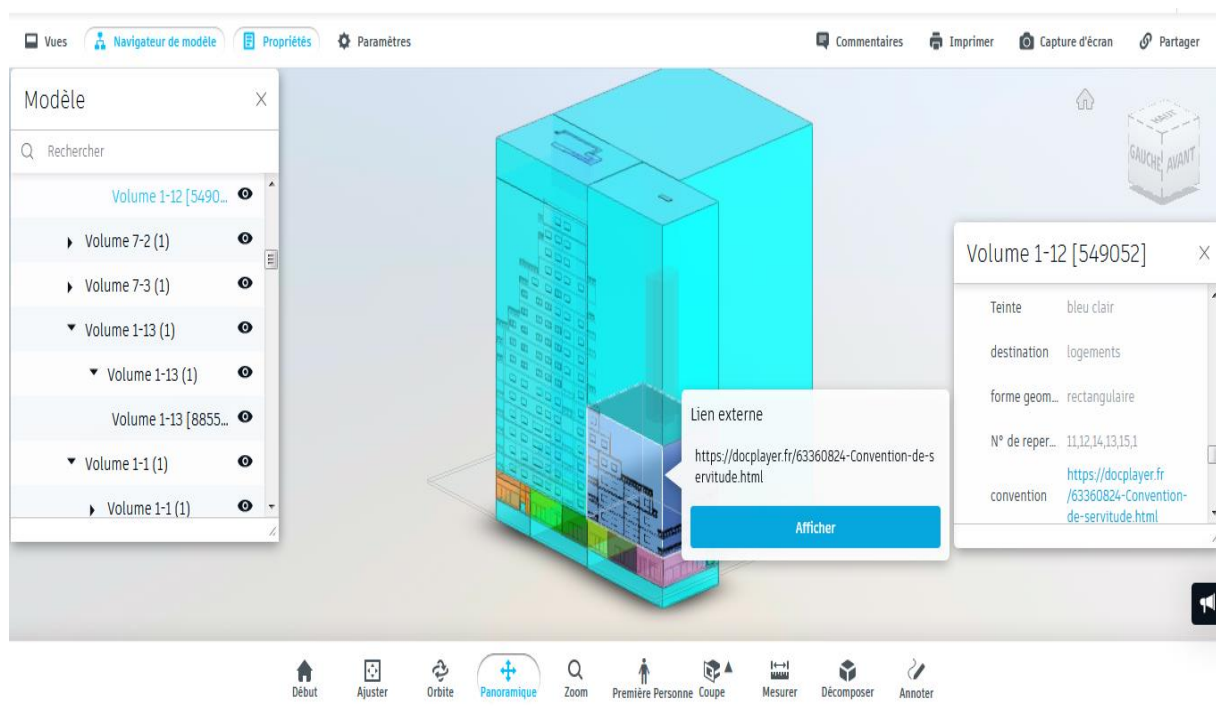 Vues Navigateur de modèle Propriétés Paramètres Commentaires Imprimer Capture d'écran Partager
Modèle
Rechercher
Volume 1-12 [5490...
Volume 7-2 (1)
Volume 7-3 (1)
Volume 1-13 (1)
Volume 1-13 (1)
Volume 1-13 [8855...
Volume 1-1 (1)
Volume 1-1 (1)
HAUT
GAUCHE AVANT
Lien externe
https://docplayer.fr/63360824-Convention-de-s
ervitude.html
Afficher
Volume 1-12 [549052]
Teinte bleu clair
destination logements
forme geom... rectangulaire
N° de reper... 11,12,14,13,15,1
convention https://docplayer.fr
/63360824-Convention-
de-servitude.html
Début Ajuster Orbite Panoramique Zoom Première Personne Coupe Mesurer Décomposer Annoter